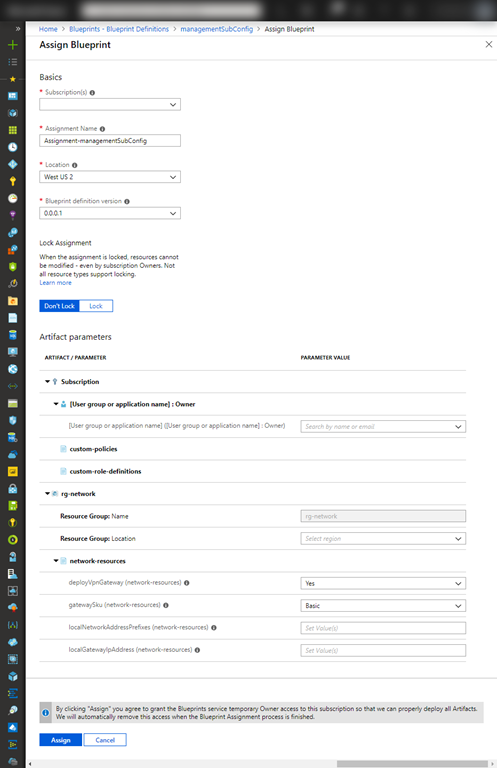 Home > Blueprints - Blueprint Definitions > managementSubConfig > Assign Blueprint
Assign Blueprint
Basics
* Subscription(s)
* Assignment Name
Assignment-managementSubConfig
* Location
West US 2
* Blueprint definition version
0.0.0.1
Lock Assignment
When the assignment is locked, resources cannot
be modified - even by subscription Owners. Not
all resource types support locking.
Learn more
Don't Lock Lock
Artifact parameters
ARTIFACT / PARAMETER PARAMETER VALUE
Subscription
[User group or application name] : Owner
[User group or application name] ([User group or application name] : Owner) Search by name or email
custom-policies
custom-role-definitions
rg-network
Resource Group: Name rg-network
Resource Group: Location Select region
network-resources
deployVpnGateway (network-resources) Yes
gatewaySku (network-resources) Basic
localNetworkAddressPrefixes (network-resources) Set Value(s)
localGatewayIpAddress (network-resources) Set Value(s)
By clicking "Assign" you agree to grant the Blueprints service temporary Owner access to this subscription so that we can properly deploy all Artifacts.
We will automatically remove this access when the Blueprint Assignment process is finished.
Assign Cancel